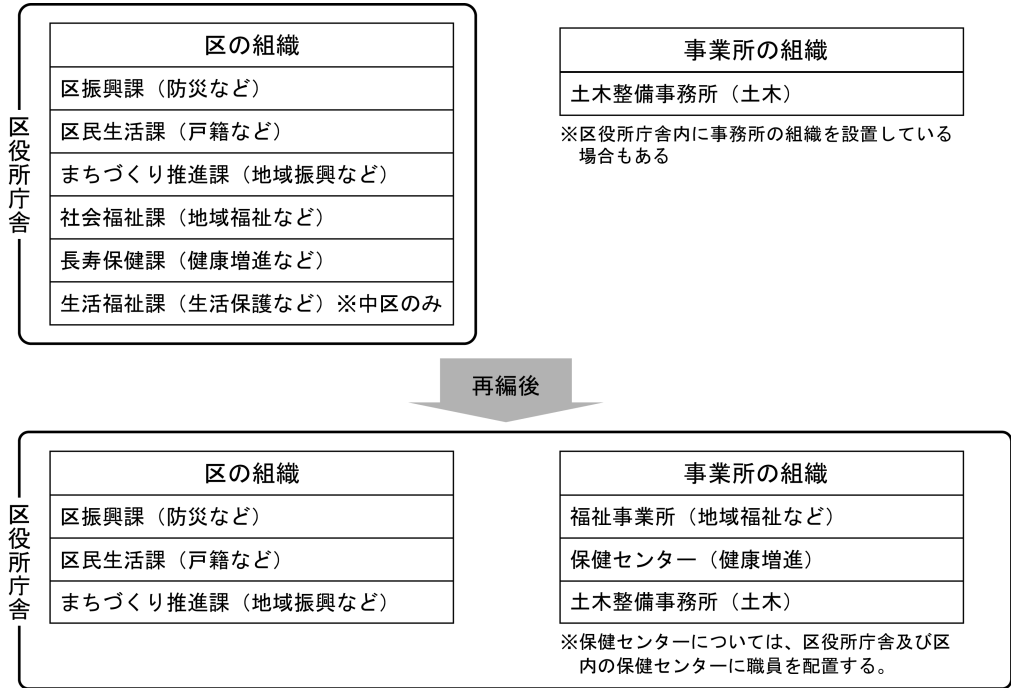 区役所庁舎
区の組織
区振興課（防災など）
区民生活課（戸籍など）
まちづくり推進課（地域振興など）
社会福祉課（地域福祉など）
長寿保健課（健康増進など）
生活福祉課（生活保護など）※中区のみ
事業所の組織
土木整備事務所（土木）
※区役所庁舎内に事務所の組織を設置している
場合もある
再編後
区役所庁舎
区の組織
区振興課（防災など）
区民生活課（戸籍など）
まちづくり推進課（地域振興など）
事業所の組織
福祉事業所（地域福祉など）
保健センター（健康増進）
土木整備事務所（土木）
※保健センターについては、区役所庁舎及び区
内の保健センターに職員を配置する。